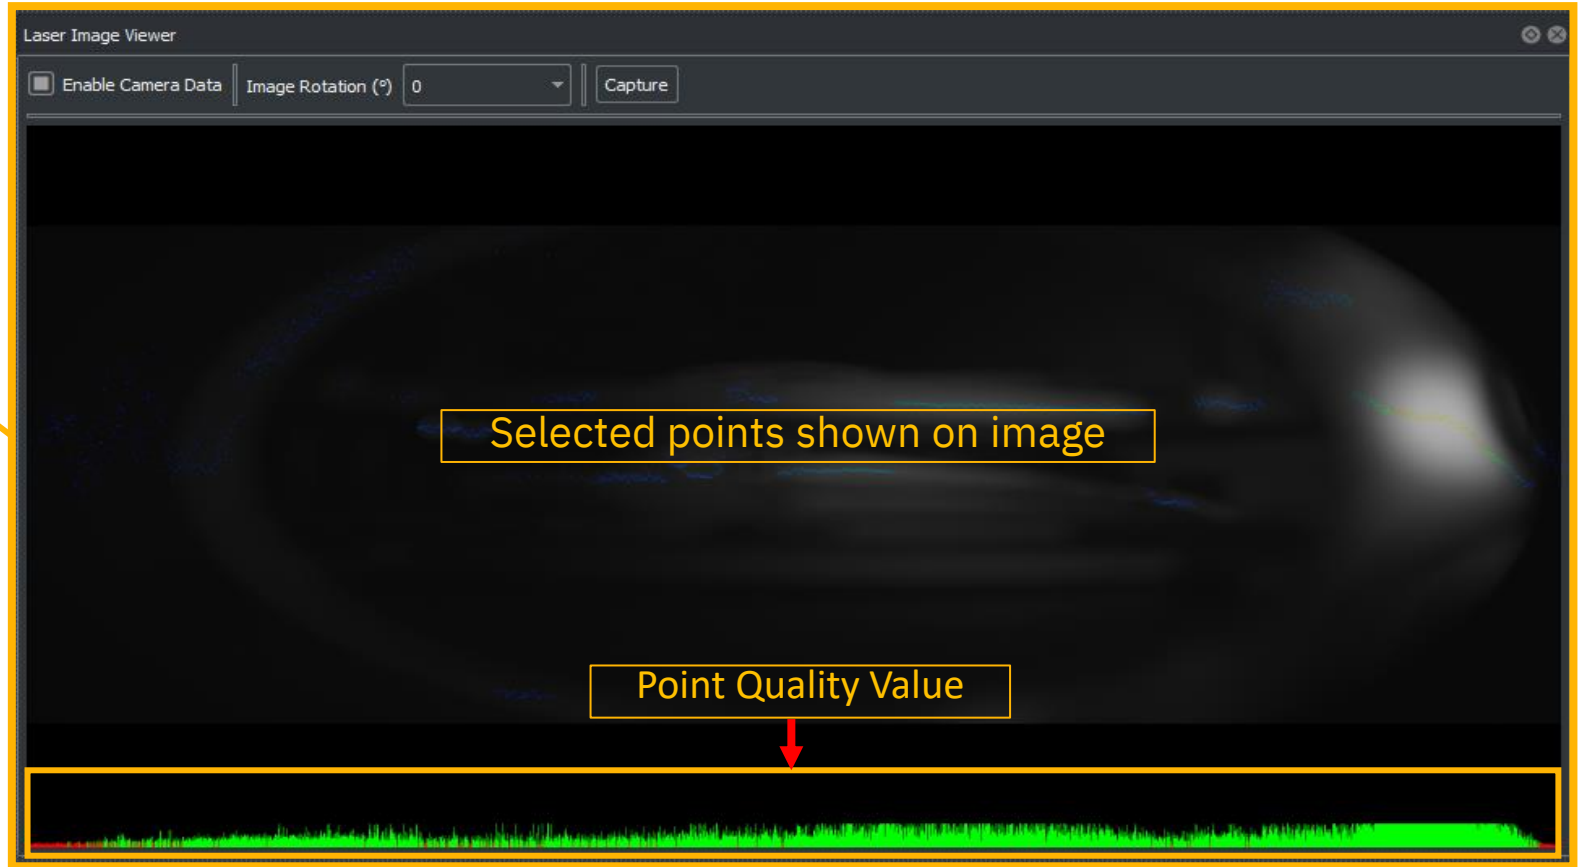 Laser Image Viewer
Enable Camera Data Image Rotation (º) 0 Capture
Selected points shown on image
Point Quality Value